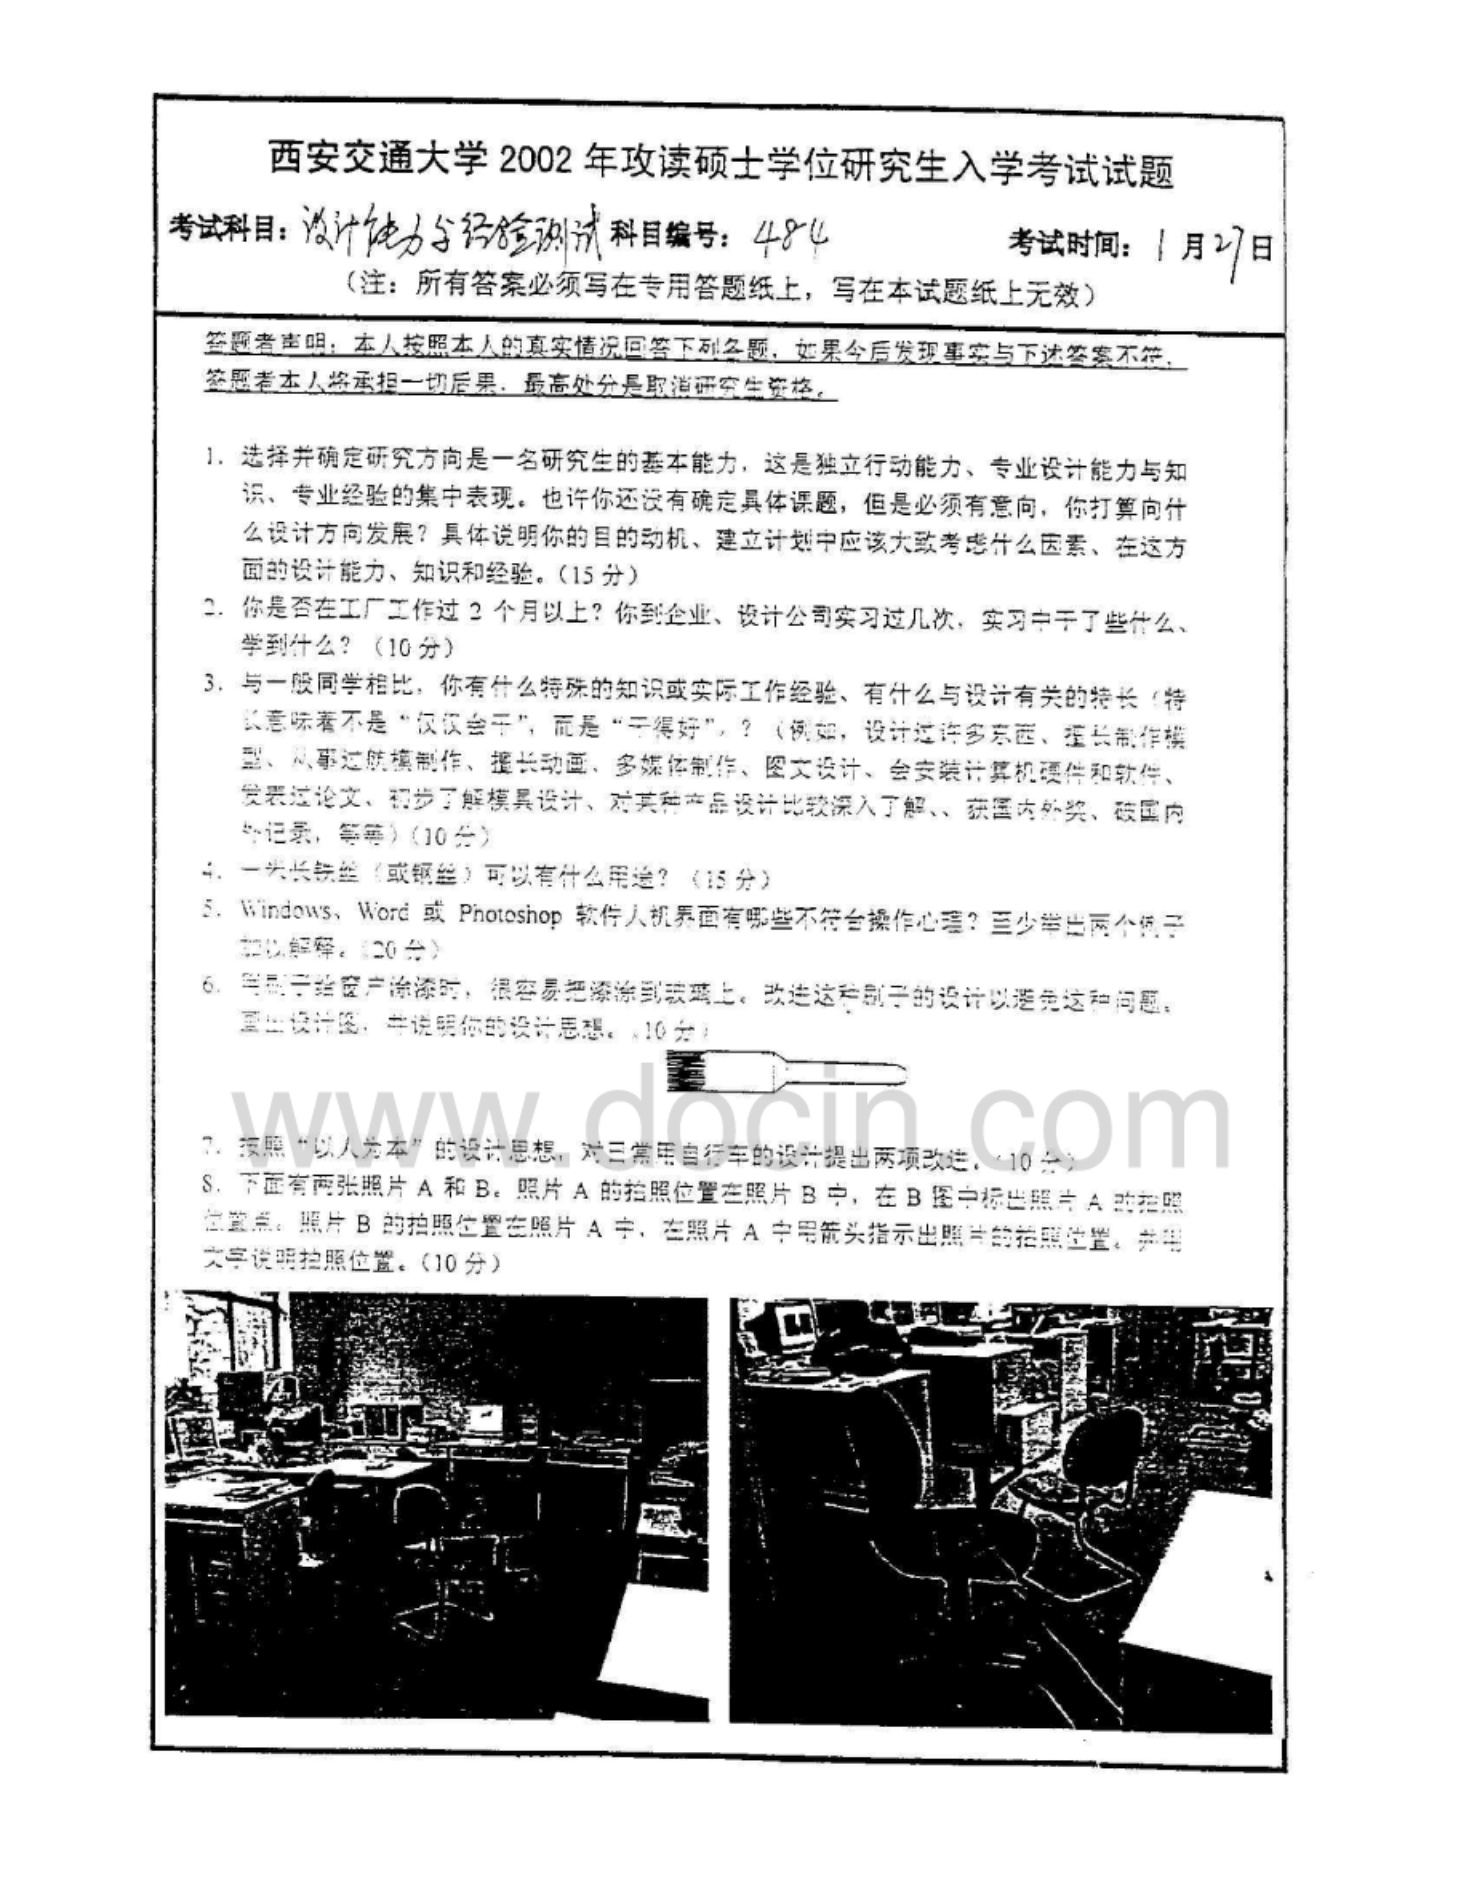 西安交通大学 2002 年攻读硕士学位研究生入学考试试题
考试科目：设计能力与经验测试 科目编号：484 考试时间：1月27日
（注：所有答案必须写在专用答题纸上，写在本试题纸上无效）
答题者声明：本人按照本人的真实情况回答下列各题，如果今后发现事实与下述答案不符，
答题者本人将承担一切后果，最高处分是取消研究生资格。
1. 选择并确定研究方向是一名研究生的基本能力，这是独立行动能力、专业设计能力与知
识、专业经验的集中表现。也许你还没有确定具体课题，但是必须有意向，你打算向什
么设计方向发展？具体说明你的目的动机、建立计划中应该大致考虑什么因素、在这方
面的设计能力、知识和经验。（15 分）
2. 你是否在工厂工作过 2 个月以上？你到企业、设计公司实习过几次，实习中干了些什么、
学到什么？（10 分）
3. 与一般同学相比，你有什么特殊的知识或实际工作经验、有什么与设计有关的特长（特
长意味着不是“仅仅会干”，而是“干得好”，？（例如，设计过许多东西、擅长制作模
型、从事过航模制作、擅长动画、多媒体制作、图文设计、会安装计算机硬件和软件、
发表过论文、初步了解模具设计、对某种产品设计比较深入了解、、获国内外奖、破国内
外记录，等等）（10 分）
4. 一米长铁丝（或钢丝）可以有什么用途？（15 分）
5. Windows、Word 或 Photoshop 软件人机界面有哪些不符合操作心理？至少举出两个例子
加以解释。（20 分）
6. 用刷子给窗户涂漆时，很容易把漆涂到玻璃上。改进这种刷子的设计以避免这种问题。
画出设计图，并说明你的设计思想。（10 分）
www.docin.com
7. 按照“以人为本”的设计思想，对日常用自行车的设计提出两项改进。（10 分）
8. 下面有两张照片 A 和 B。照片 A 的拍照位置在照片 B 中，在 B 图中标出照片 A 的拍照
位置点。照片 B 的拍照位置在照片 A 中，在照片 A 中用箭头指示出照片的拍照位置。并用
文字说明拍照位置。（10 分）